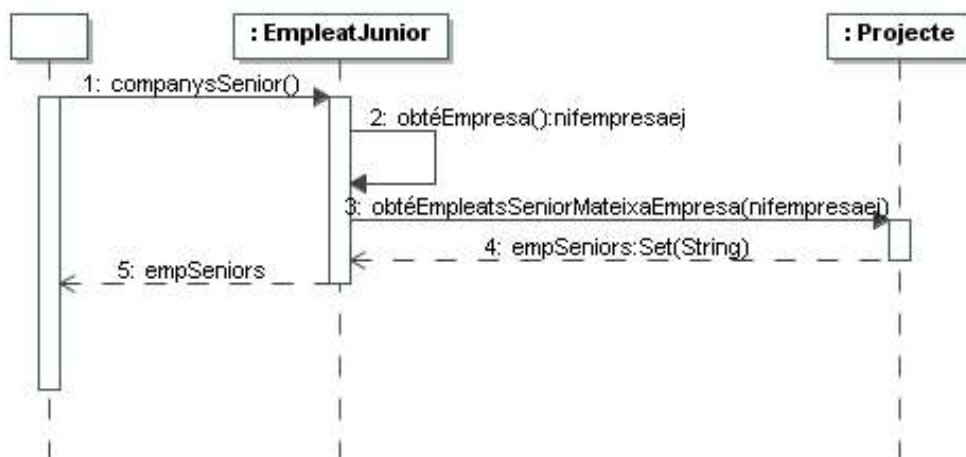 : EmpleatJunior
: Projecte
1: companysSenior()
2: obtéEmpresa():nifempresaej
3: obtéEmpleatsSeniorMateixaEmpresa(nifempresaej)
4: empSeniors:Set(String)
5: empSeniors